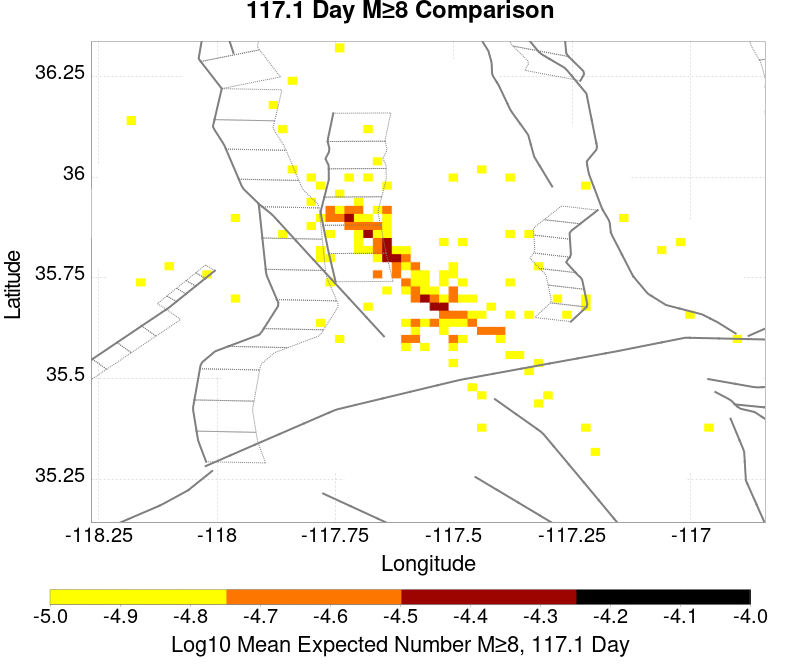 117.1 Day M≥8 Comparison
36.25
36
35.75
35.5
35.25
Latitude
-118.25 -118 -117.75 -117.5 -117.25 -117
Longitude
-5.0 -4.9 -4.8 -4.7 -4.6 -4.5 -4.4 -4.3 -4.2 -4.1 -4.0
Log10 Mean Expected Number M≥8, 117.1 Day